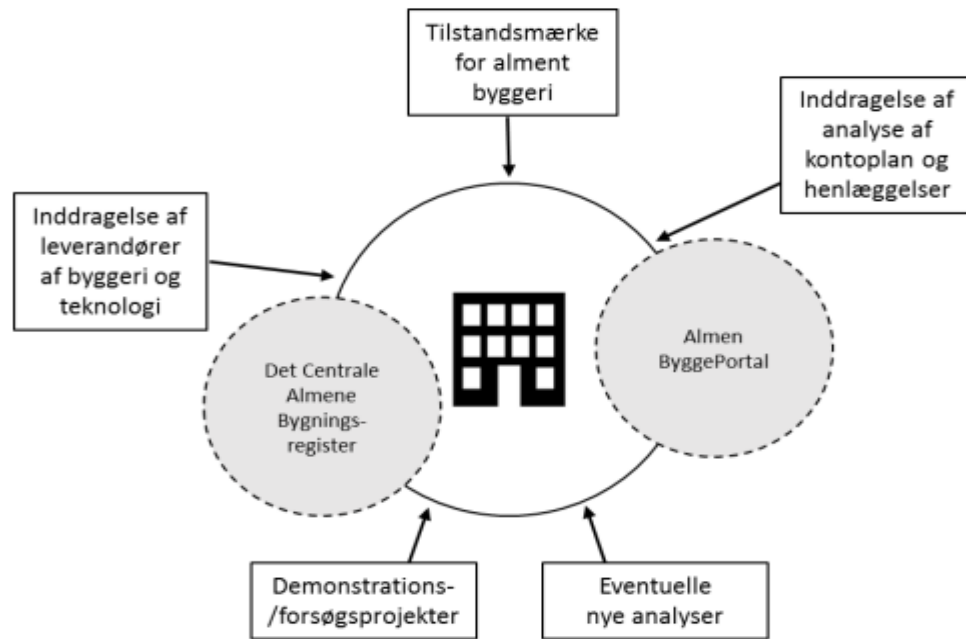 Tilstandsmærke
for alment
byggeri
Inddragelse af
analyse af
kontoplan og
henlæggelser
Inddragelse af
leverandører
af byggeri og
teknologi
Det Centrale
Almene
Bygnings-
register
Almen
ByggePortal
Demonstrations-
/forsøgsprojekter
Eventuelle
nye analyser